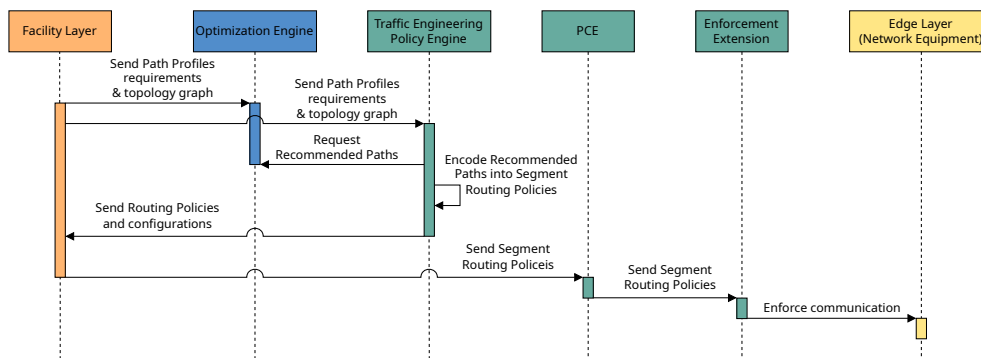 Facility Layer
Optimization Engine
Traffic Engineering
Policy Engine
PCE
Enforcement
Extension
Edge Layer
(Network Equipment)
Send Path Profiles
requirements
& topology graph
Send Path Profiles
requirements
& topology graph
Request
Recommended Paths
Encode Recommended
Paths into Segment
Routing Policies
Send Routing Policies
and configurations
Send Segment
Routing Policeis
Send Segment
Routing Policies
Enforce communication